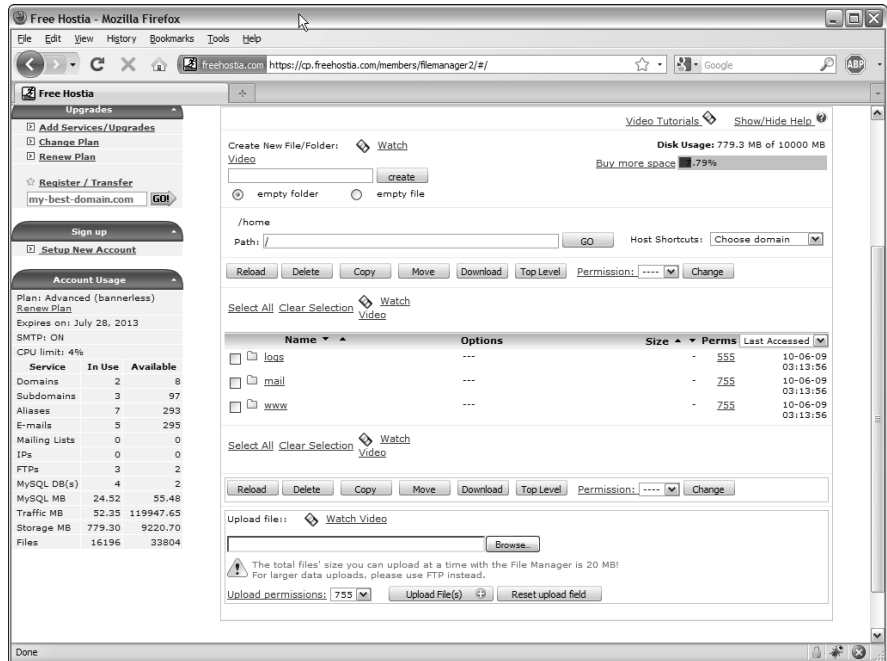 Free Hostia - Mozilla Firefox
File Edit View History Bookmarks Tools Help
freehostia.com https://cp.freehostia.com/members/filemanager2/#/
Google
ABP
Free Hostia
Upgrades
Add Services/Upgrades
Change Plan
Renew Plan
Register / Transfer
my-best-domain.com GO!
Sign up
Setup New Account
Account Usage
Plan: Advanced (bannerless)
Renew Plan
Expires on: July 28, 2013
SMTP: ON
CPU limit: 4%
Service In Use Available
Domains 2 8
Subdomains 3 97
Aliases 7 293
E-mails 5 295
Mailing Lists 0 0
IPs 0 0
FTPs 3 2
MySQL DB(s) 4 2
MySQL MB 24.52 55.48
Traffic MB 52.35 119947.65
Storage MB 779.30 9220.70
Files 16196 33804
Video Tutorials Show/Hide Help
Create New File/Folder: Watch
Video
create
empty folder empty file
Disk Usage: 779.3 MB of 10000 MB
Buy more space 7.79%
/home
Path: / GO Host Shortcuts: Choose domain
Reload Delete Copy Move Download Top Level Permission: ---- Change
Select All Clear Selection Watch
Video
Name Options Size Perms Last Accessed
logs --- - 555 10-06-09
03:13:56
mail --- - 755 10-06-09
03:13:56
www --- - 755 10-06-09
03:13:56
Select All Clear Selection Watch
Video
Reload Delete Copy Move Download Top Level Permission: ---- Change
Upload file:: Watch Video
Browse...
The total files' size you can upload at a time with the File Manager is 20 MB!
For larger data uploads, please use FTP instead.
Upload permissions: 755 Upload File(s) Reset upload field
Done